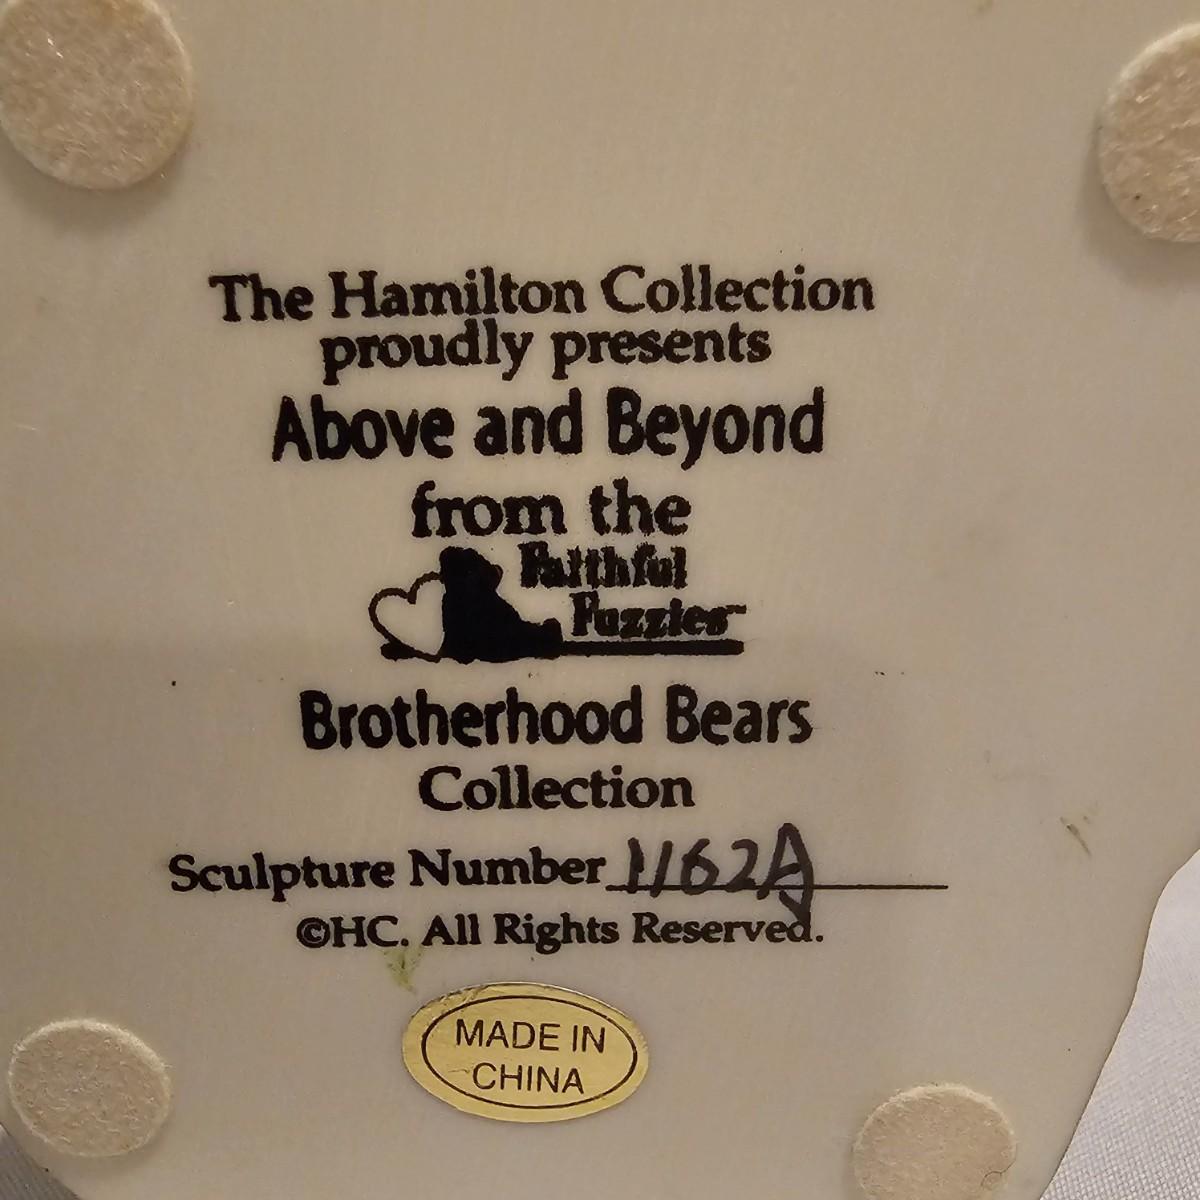 The Hamilton Collection
proudly presents
Above and Beyond
from the
Faithful
Fuzzies™
Brotherhood Bears
Collection
Sculpture Number 1162A
©HC. All Rights Reserved.
MADE IN
CHINA